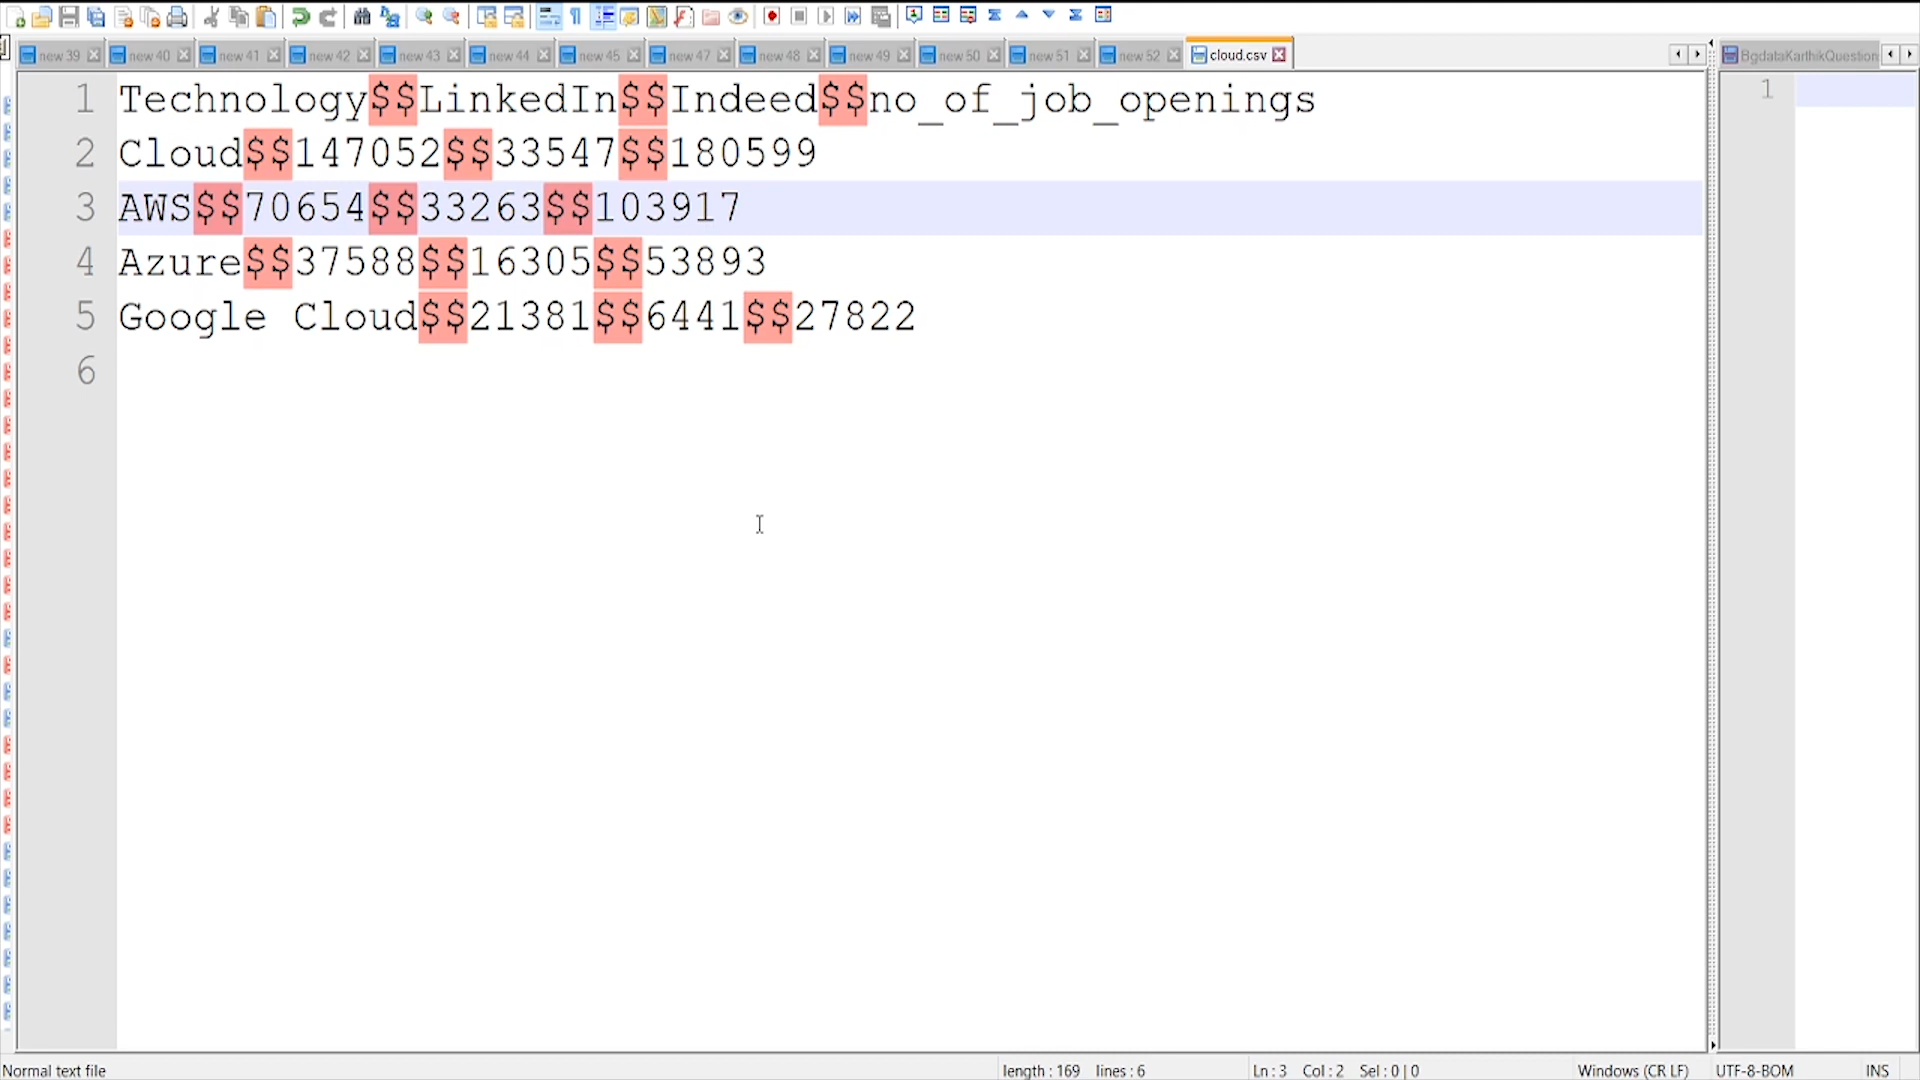 new 39 new 40 new 41 new 42 new 43 new 44 new 45 new 47 new 48 new 49 new 50 new 51 new 52 cloud.csv BgdataKarthikQuestion
1 Technology$$LinkedIn$$Indeed$$no_of_job_openings
2 Cloud$$147052$$33547$$180599
3 AWS$$70654$$33263$$103917
4 Azure$$37588$$16305$$53893
5 Google Cloud$$21381$$6441$$27822
6
1
Normal text file length : 169 lines : 6 Ln : 3 Col : 2 Sel : 0 | 0 Windows (CR LF) UTF-8-BOM INS